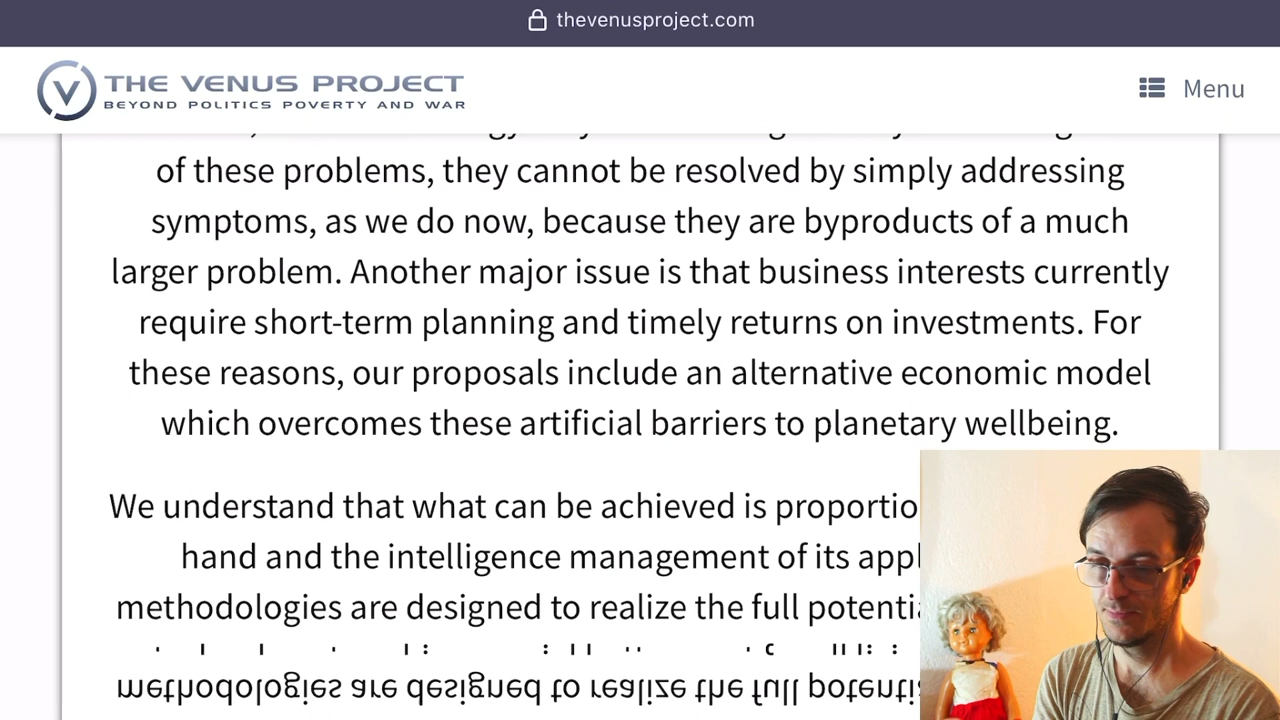 thevenusproject.com
THE VENUS PROJECT
BEYOND POLITICS POVERTY AND WAR
Menu
of these problems, they cannot be resolved by simply addressing
symptoms, as we do now, because they are byproducts of a much
larger problem. Another major issue is that business interests currently
require short-term planning and timely returns on investments. For
these reasons, our proposals include an alternative economic model
which overcomes these artificial barriers to planetary wellbeing.
We understand that what can be achieved is
hand and the intelligence management of its
methodologies are designed to realize the full
methodologies are designed to realize the full